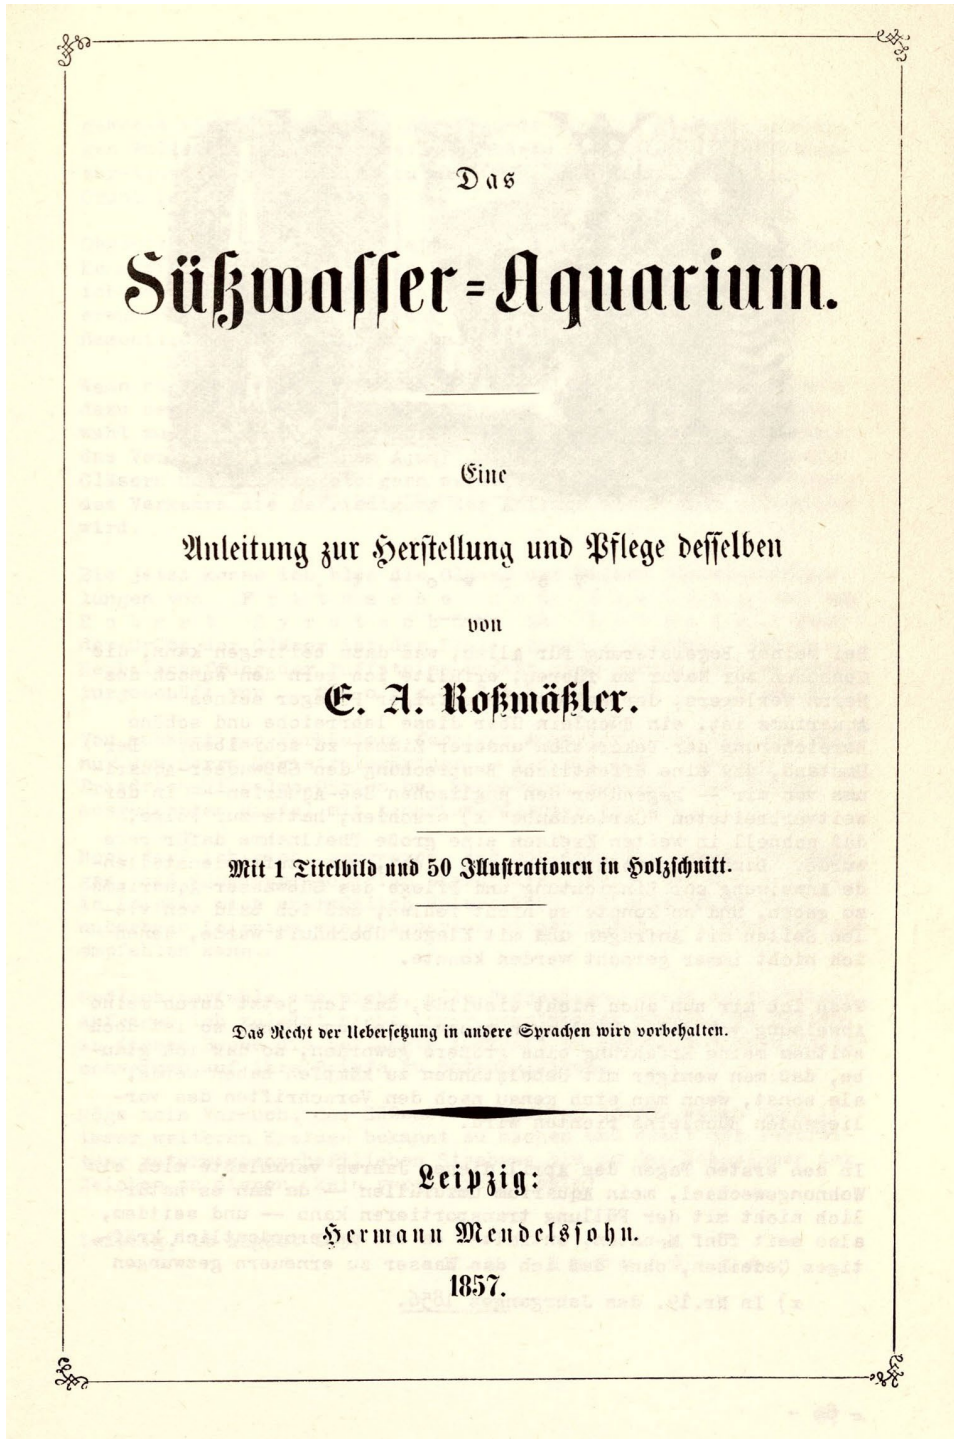 Das
Süßwasser=Aquarium.
Eine
Anleitung zur Herstellung und Pflege desselben
von
E. A. Roßmäßler.
Mit 1 Titelbild und 50 Illustrationen in Holzschnitt.
Das Recht der Uebersetzung in andere Sprachen wird vorbehalten.
Leipzig:
Hermann Mendelssohn.
1857.